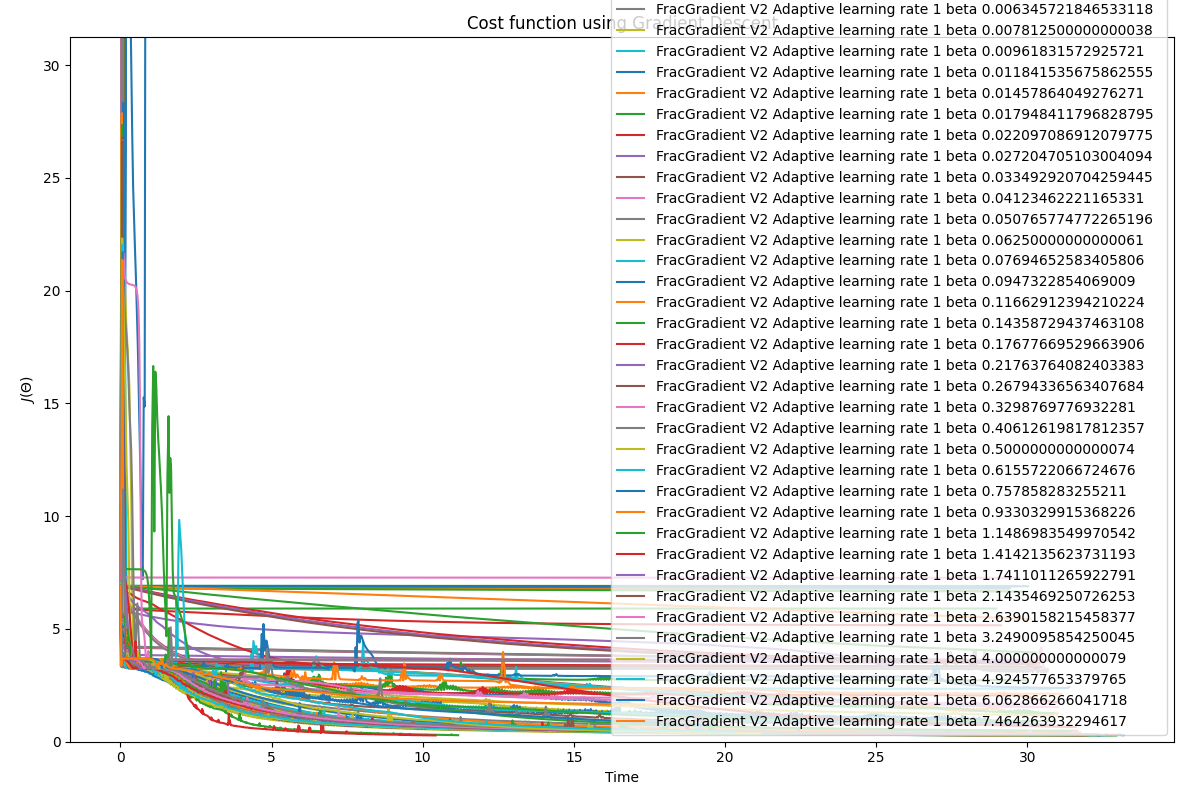 Cost function using Gradient Descent
FracGradient V2 Adaptive learning rate 1 beta 0.006345721846533118
FracGradient V2 Adaptive learning rate 1 beta 0.007812500000000038
FracGradient V2 Adaptive learning rate 1 beta 0.00961831572925721
FracGradient V2 Adaptive learning rate 1 beta 0.011841535675862555
FracGradient V2 Adaptive learning rate 1 beta 0.01457864049276271
FracGradient V2 Adaptive learning rate 1 beta 0.017948411796828795
FracGradient V2 Adaptive learning rate 1 beta 0.022097086912079775
FracGradient V2 Adaptive learning rate 1 beta 0.027204705103004094
FracGradient V2 Adaptive learning rate 1 beta 0.033492920704259445
FracGradient V2 Adaptive learning rate 1 beta 0.04123462221165331
FracGradient V2 Adaptive learning rate 1 beta 0.050765774772265196
FracGradient V2 Adaptive learning rate 1 beta 0.06250000000000061
FracGradient V2 Adaptive learning rate 1 beta 0.07694652583405806
FracGradient V2 Adaptive learning rate 1 beta 0.0947322854069009
FracGradient V2 Adaptive learning rate 1 beta 0.11662912394210224
FracGradient V2 Adaptive learning rate 1 beta 0.14358729437463108
FracGradient V2 Adaptive learning rate 1 beta 0.17677669529663906
FracGradient V2 Adaptive learning rate 1 beta 0.21763764082403383
FracGradient V2 Adaptive learning rate 1 beta 0.26794336563407684
FracGradient V2 Adaptive learning rate 1 beta 0.3298769776932281
FracGradient V2 Adaptive learning rate 1 beta 0.40612619817812357
FracGradient V2 Adaptive learning rate 1 beta 0.5000000000000074
FracGradient V2 Adaptive learning rate 1 beta 0.6155722066724676
FracGradient V2 Adaptive learning rate 1 beta 0.757858283255211
FracGradient V2 Adaptive learning rate 1 beta 0.9330329915368226
FracGradient V2 Adaptive learning rate 1 beta 1.1486983549970542
FracGradient V2 Adaptive learning rate 1 beta 1.4142135623731193
FracGradient V2 Adaptive learning rate 1 beta 1.7411011265922791
FracGradient V2 Adaptive learning rate 1 beta 2.1435469250726253
FracGradient V2 Adaptive learning rate 1 beta 2.6390158215458377
FracGradient V2 Adaptive learning rate 1 beta 3.2490095854250045
FracGradient V2 Adaptive learning rate 1 beta 4.000000000000079
FracGradient V2 Adaptive learning rate 1 beta 4.924577653379765
FracGradient V2 Adaptive learning rate 1 beta 6.062866266041718
FracGradient V2 Adaptive learning rate 1 beta 7.464263932294617
30
25
20
15
10
5
0
J(Θ)
0 5 10 15 20 25 30
Time